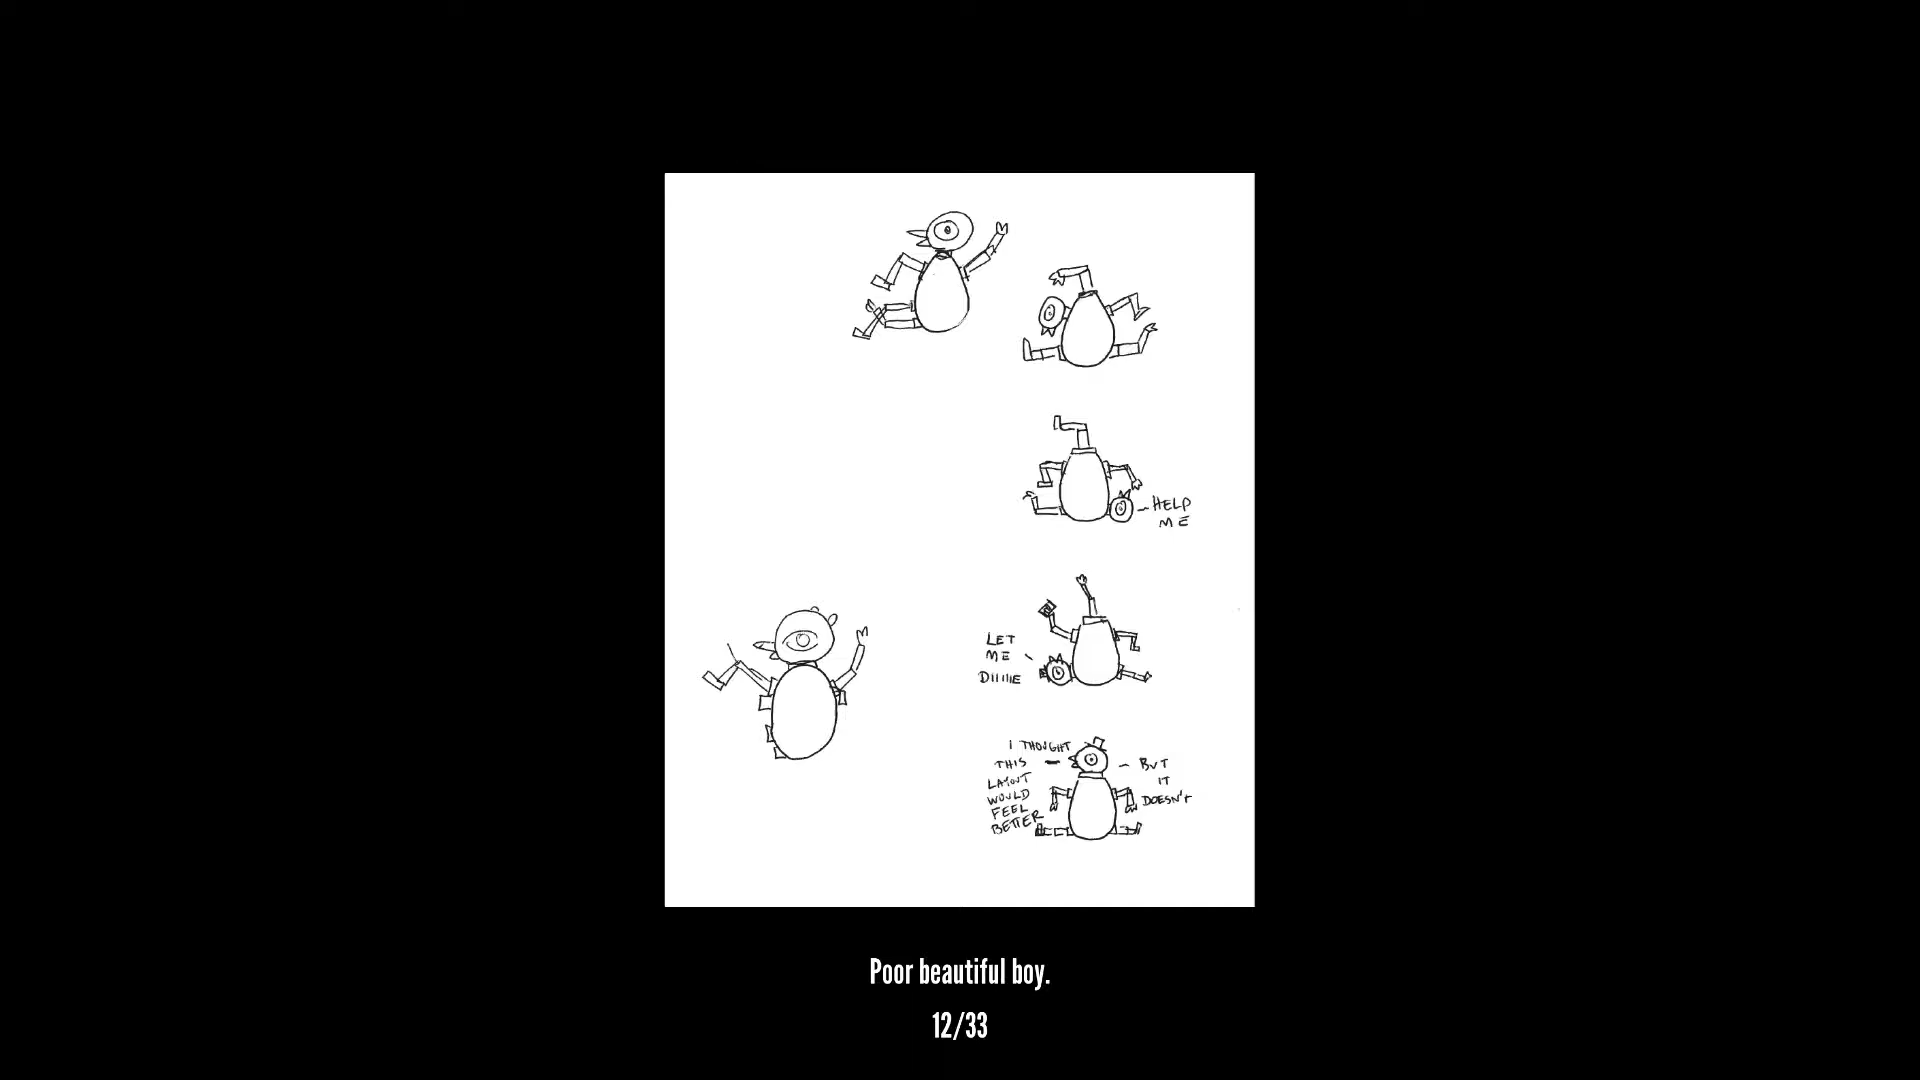 HELP
ME
LET
ME
DIIIIE
I THOUGHT
THIS
LAYOUT
WOULD
FEEL
BETTER
BUT
IT
DOESN'T
Poor beautiful boy.
12/33